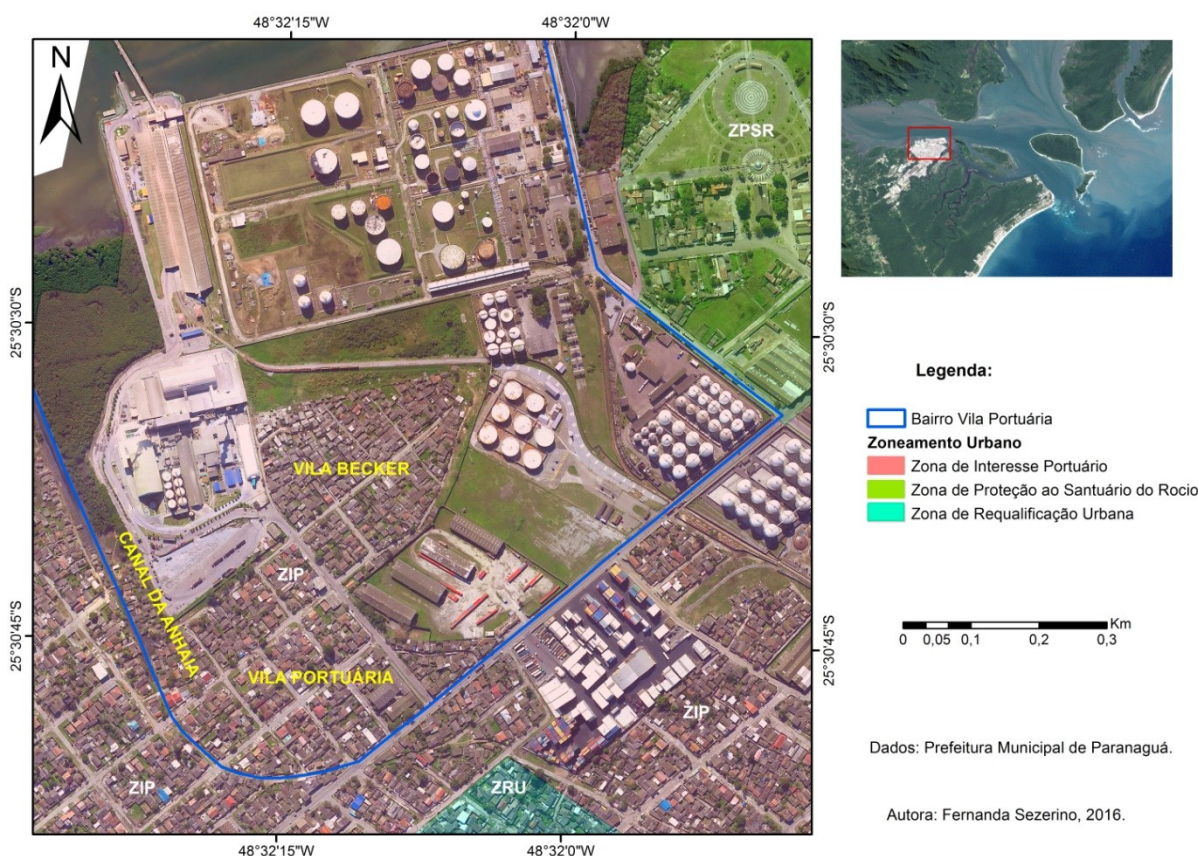 48°32'15"W
48°32'0"W
N
ZPSR
25°30'30"S
25°30'30"S
VILA BECKER
CANAL DA ANHAIA
ZIP
25°30'45"S
25°30'45"S
VILA PORTUÁRIA
ZIP
ZIP
ZRU
48°32'15"W
48°32'0"W
Legenda:
Bairro Vila Portuária
Zoneamento Urbano
Zona de Interesse Portuário
Zona de Proteção ao Santuário do Rocio
Zona de Requalificação Urbana
0 0,05 0,1 0,2 0,3 Km
Dados: Prefeitura Municipal de Paranaguá.
Autora: Fernanda Sezerino, 2016.